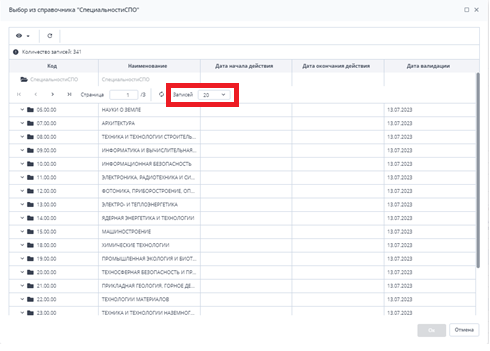 Выбор из справочника "СпециальностиСПО"
Количество записей: 341
Код Наименование Дата начала действия Дата окончания действия Дата валидации
СпециальностиСПО СпециальностиСПО
Страница 1 /3 Записей 20
05.00.00 НАУКИ О ЗЕМЛЕ 13.07.2023
07.00.00 АРХИТЕКТУРА 13.07.2023
08.00.00 ТЕХНИКА И ТЕХНОЛОГИИ СТРОИТЕЛЬ... 13.07.2023
09.00.00 ИНФОРМАТИКА И ВЫЧИСЛИТЕЛЬНАЯ... 13.07.2023
10.00.00 ИНФОРМАЦИОННАЯ БЕЗОПАСНОСТЬ 13.07.2023
11.00.00 ЭЛЕКТРОНИКА, РАДИОТЕХНИКА И СИ... 13.07.2023
12.00.00 ФОТОНИКА, ПРИБОРОСТРОЕНИЕ, ОП... 13.07.2023
13.00.00 ЭЛЕКТРО- И ТЕПЛОЭНЕРГЕТИКА 13.07.2023
14.00.00 ЯДЕРНАЯ ЭНЕРГЕТИКА И ТЕХНОЛОГИИ 13.07.2023
15.00.00 МАШИНОСТРОЕНИЕ 13.07.2023
18.00.00 ХИМИЧЕСКИЕ ТЕХНОЛОГИИ 13.07.2023
19.00.00 ПРОМЫШЛЕННАЯ ЭКОЛОГИЯ И БИОТ... 13.07.2023
20.00.00 ТЕХНОСФЕРНАЯ БЕЗОПАСНОСТЬ И ПР... 13.07.2023
21.00.00 ПРИКЛАДНАЯ ГЕОЛОГИЯ, ГОРНОЕ ДЕ... 13.07.2023
22.00.00 ТЕХНОЛОГИИ МАТЕРИАЛОВ 13.07.2023
23.00.00 ТЕХНИКА И ТЕХНОЛОГИИ НАЗЕМНОГ... 13.07.2023
Отмена